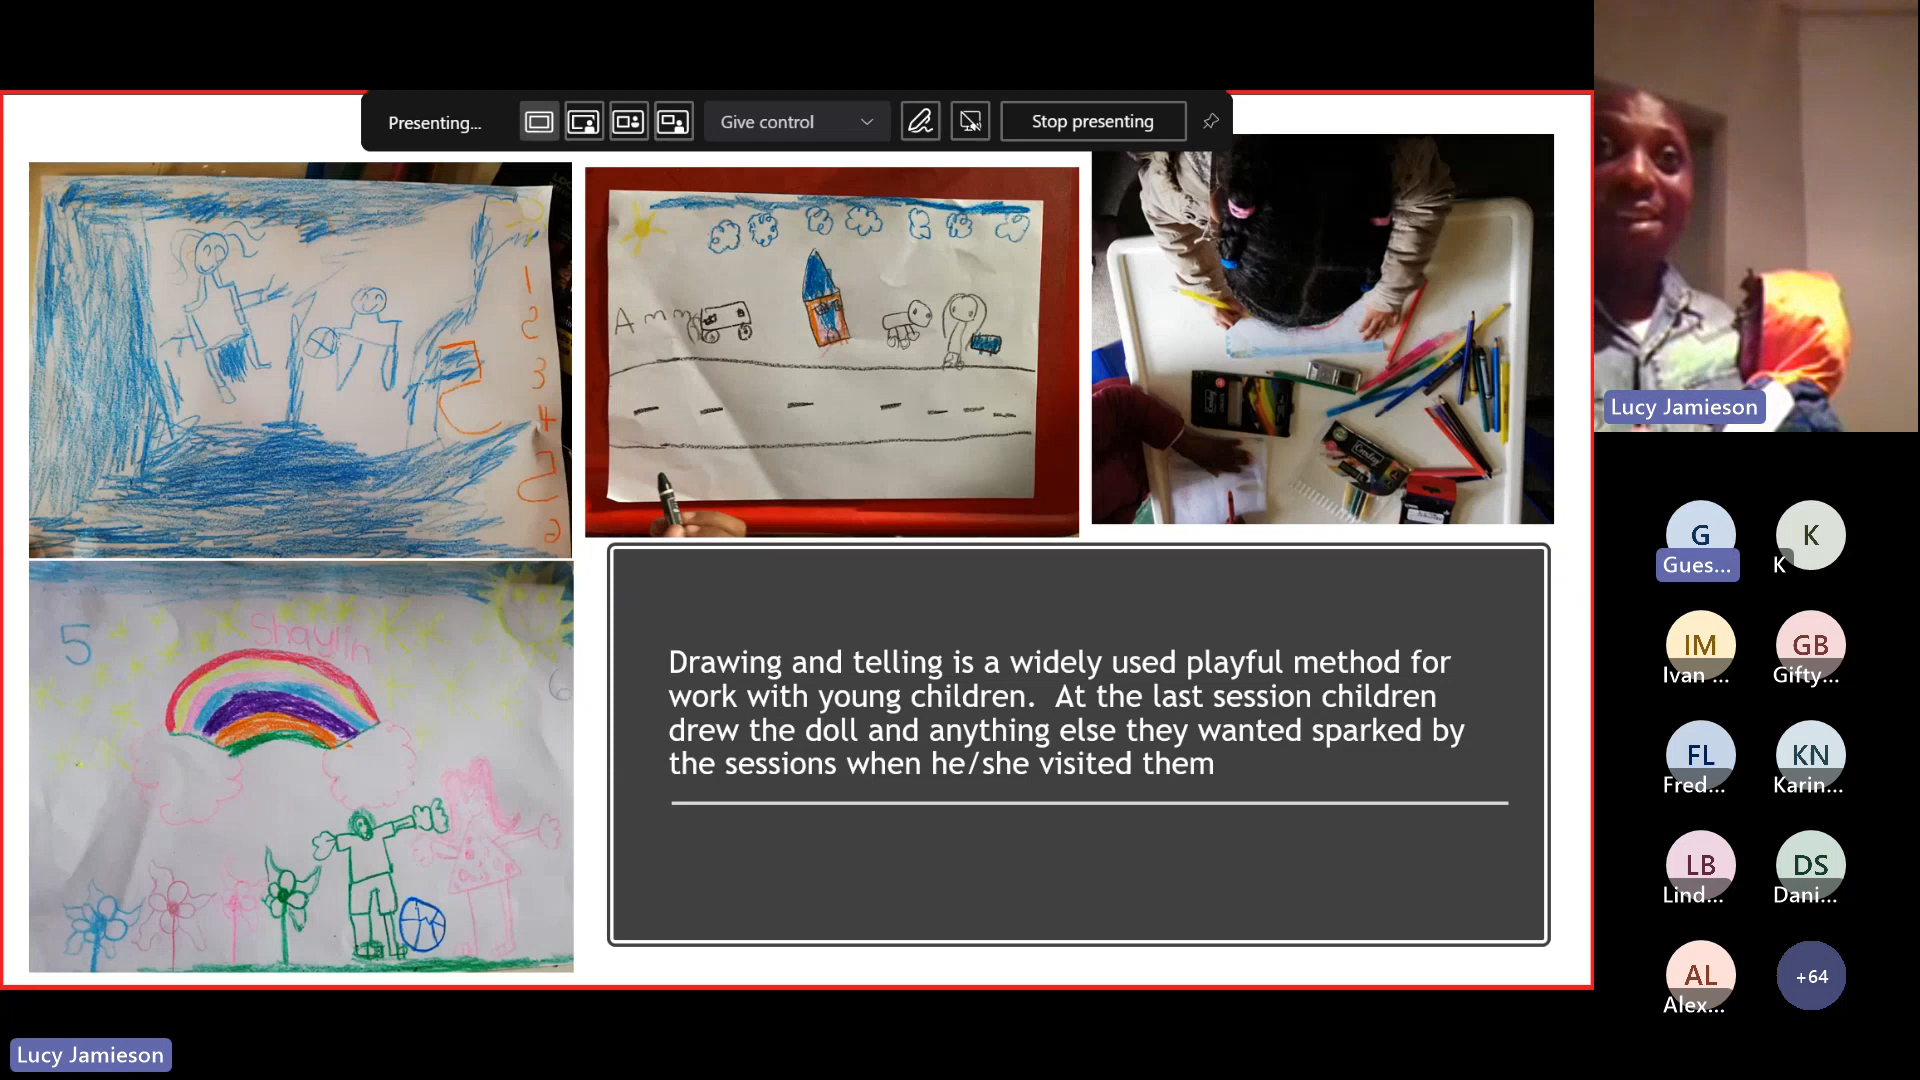 Presenting...
Give control
Stop presenting
Lucy Jamieson
1
2
3
4
Amm
5
Shaylin
6
Drawing and telling is a widely used playful method for
work with young children. At the last session children
drew the doll and anything else they wanted sparked by
the sessions when he/she visited them
G
Gues...
K
K
IM
Ivan ...
GB
Gifty...
FL
Fred...
KN
Karin...
LB
Lind...
DS
Dani...
AL
Alex...
+64
Lucy Jamieson